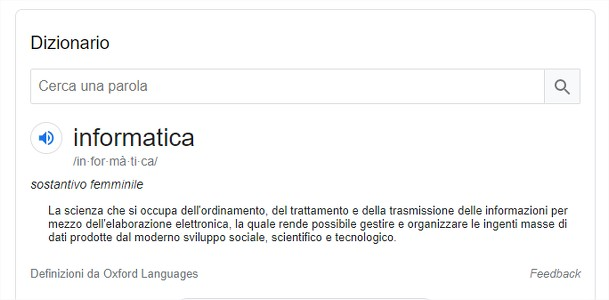 Dizionario
Cerca una parola
informatica
/in·for·mà·ti·ca/
sostantivo femminile
La scienza che si occupa dell'ordinamento, del trattamento e della trasmissione delle informazioni per
mezzo dell'elaborazione elettronica, la quale rende possibile gestire e organizzare le ingenti masse di
dati prodotte dal moderno sviluppo sociale, scientifico e tecnologico.
Definizioni da Oxford Languages
Feedback